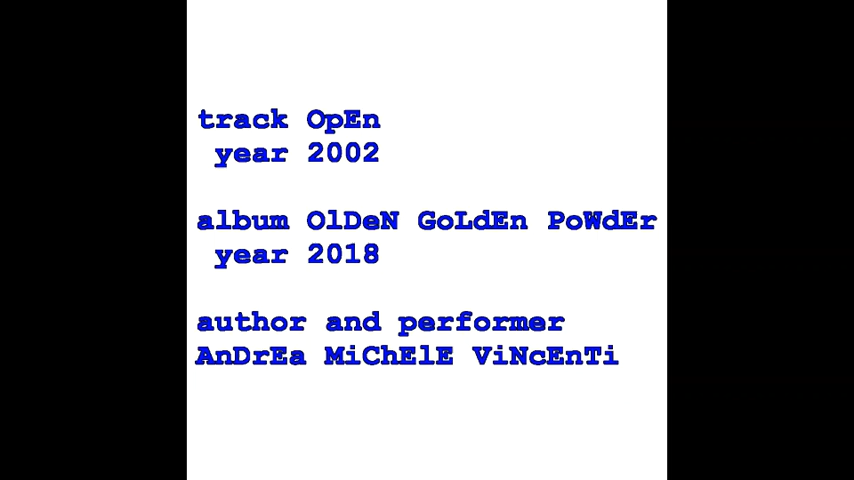 track OpEn
year 2002
album OlDeN GoLdEn PoWdEr
year 2018
author and performer
AnDrEa MiChElE ViNcEnTi